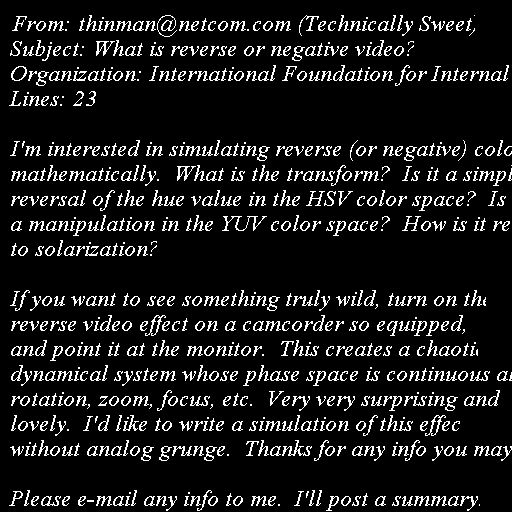 From: thinman@netcom.com (Technically Sweet)
Subject: What is reverse or negative video?
Organization: International Foundation for Internal
Lines: 23

I'm interested in simulating reverse (or negative) colo
mathematically.  What is the transform?  Is it a simpl
reversal of the hue value in the HSV color space?  Is
a manipulation in the YUV color space?  How is it re
to solarization?

If you want to see something truly wild, turn on the
reverse video effect on a camcorder so equipped,
and point it at the monitor.  This creates a chaotic
dynamical system whose phase space is continuous a
rotation, zoom, focus, etc.  Very very surprising and
lovely.  I'd like to write a simulation of this effec
without analog grunge.  Thanks for any info you may

Please e-mail any info to me.  I'll post a summary.